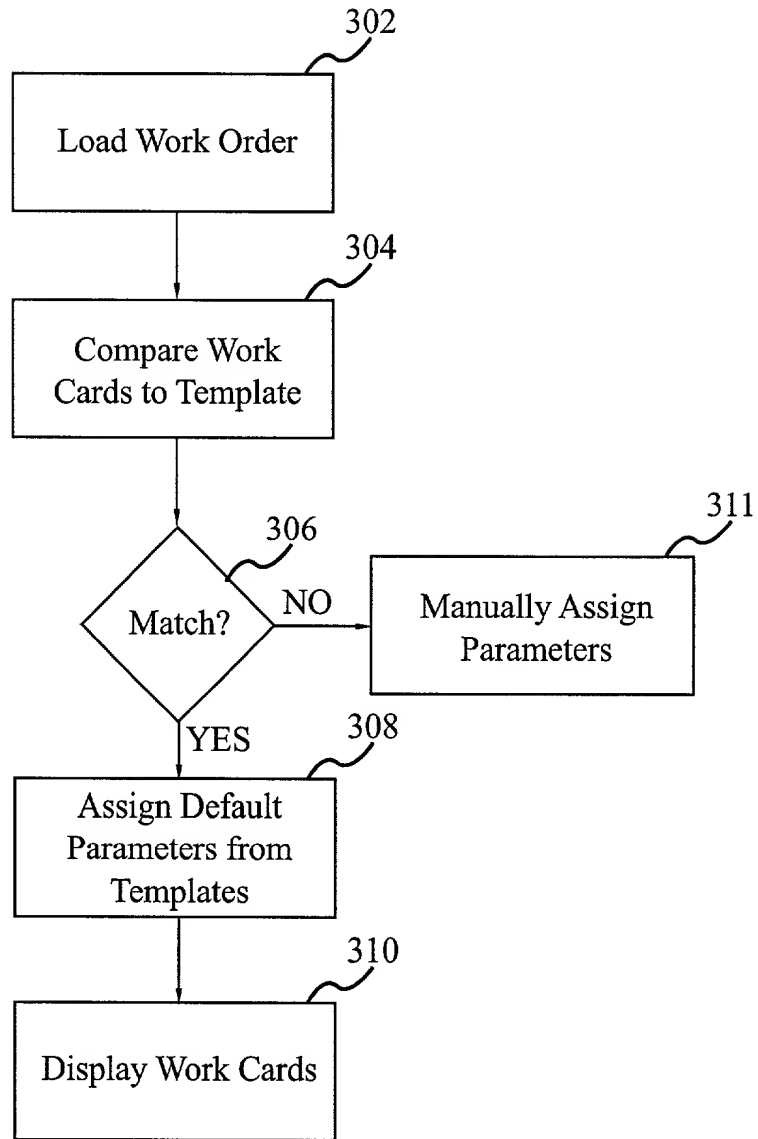 302
Load Work Order
304
Compare Work
Cards to Template
306
Match?
NO
311
Manually Assign
Parameters
YES
308
Assign Default
Parameters from
Templates
310
Display Work Cards